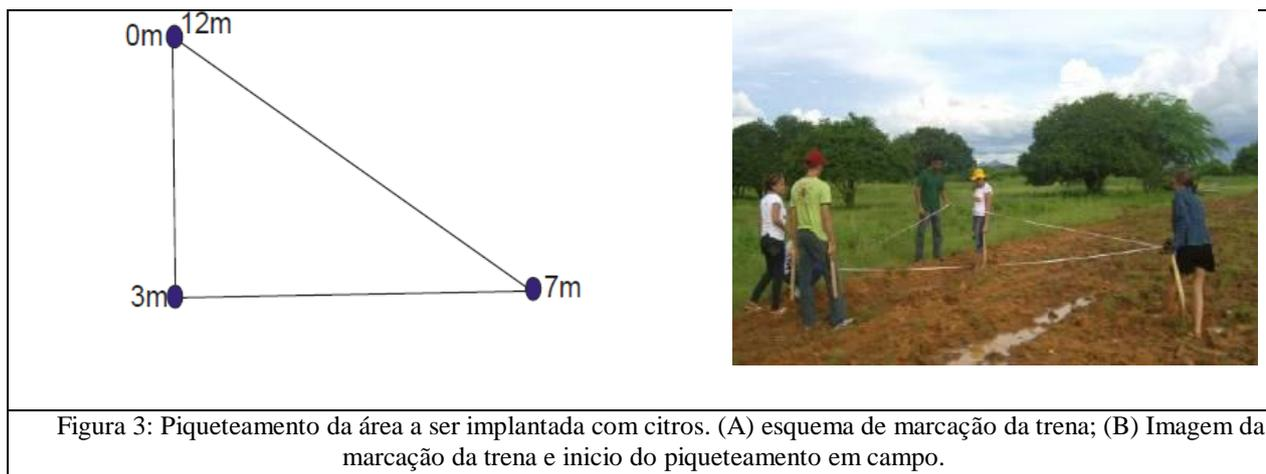 0m 12m
3m 7m
Figura 3: Piqueteamento da área a ser implantada com citros. (A) esquema de marcação da trena; (B) Imagem da
marcação da trena e inicio do piqueteamento em campo.